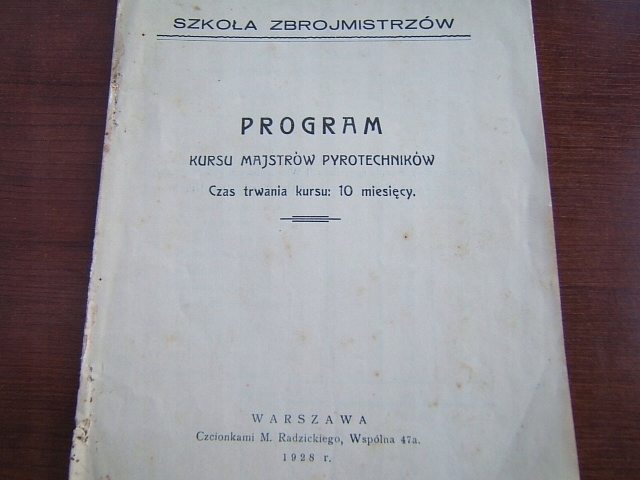 SZKOŁA ZBROJMISTRZÓW
PROGRAM
KURSU MAJSTRÓW PYROTECHNIKÓW
Czas trwania kursu: 10 miesięcy.
WARSZAWA
Czcionkami M. Radzickiego, Wspólna 47a.
1928 r.